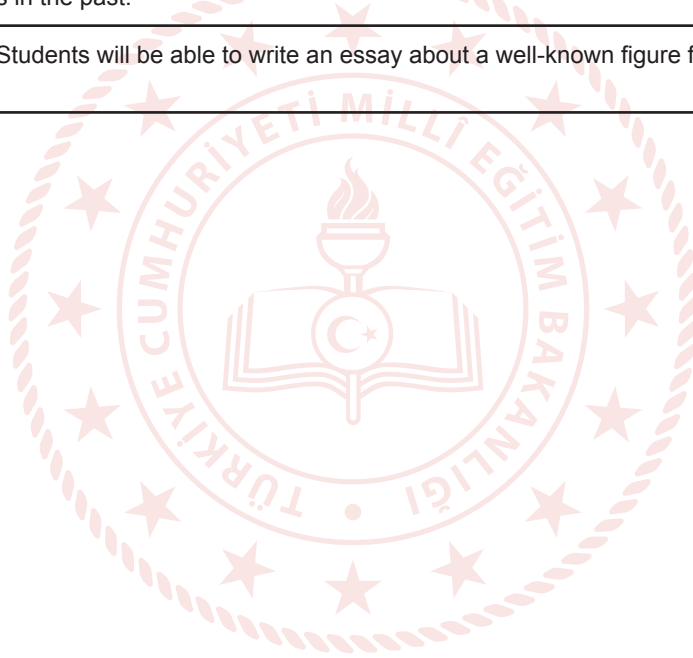 s in the past.
Students will be able to write an essay about a well-known figure f
TÜRKİYE CUMHURİYETİ MİLLÎ EĞİTİM BAKANLIĞI